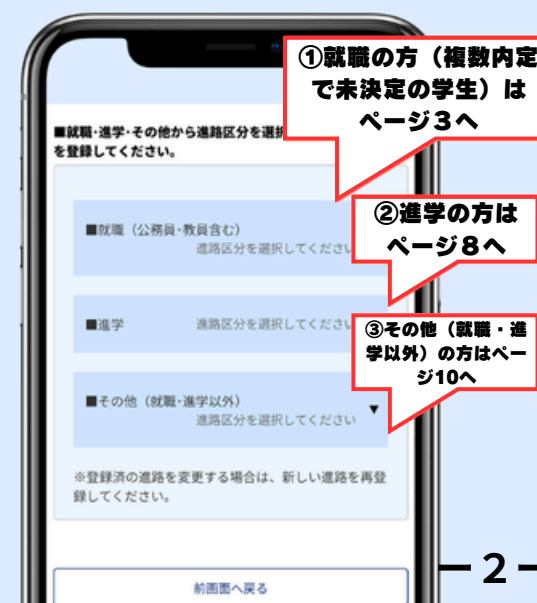 ①就職の方（複数内定
で未決定の学生）は
ページ３へ
■就職・進学・その他から進路区分を選
を登録してください。
②進学の方は
ページ８へ
■就職（公務員・教員含む）
進路区分を選択してくださ
■進学 進路区分を選択してくださ
③その他（就職・進
学以外）の方はペー
ジ10へ
■その他（就職・進学以外）
進路区分を選択してください ▼
※登録済の進路を変更する場合は、新しい進路を再登
録してください。
前画面へ戻る
2